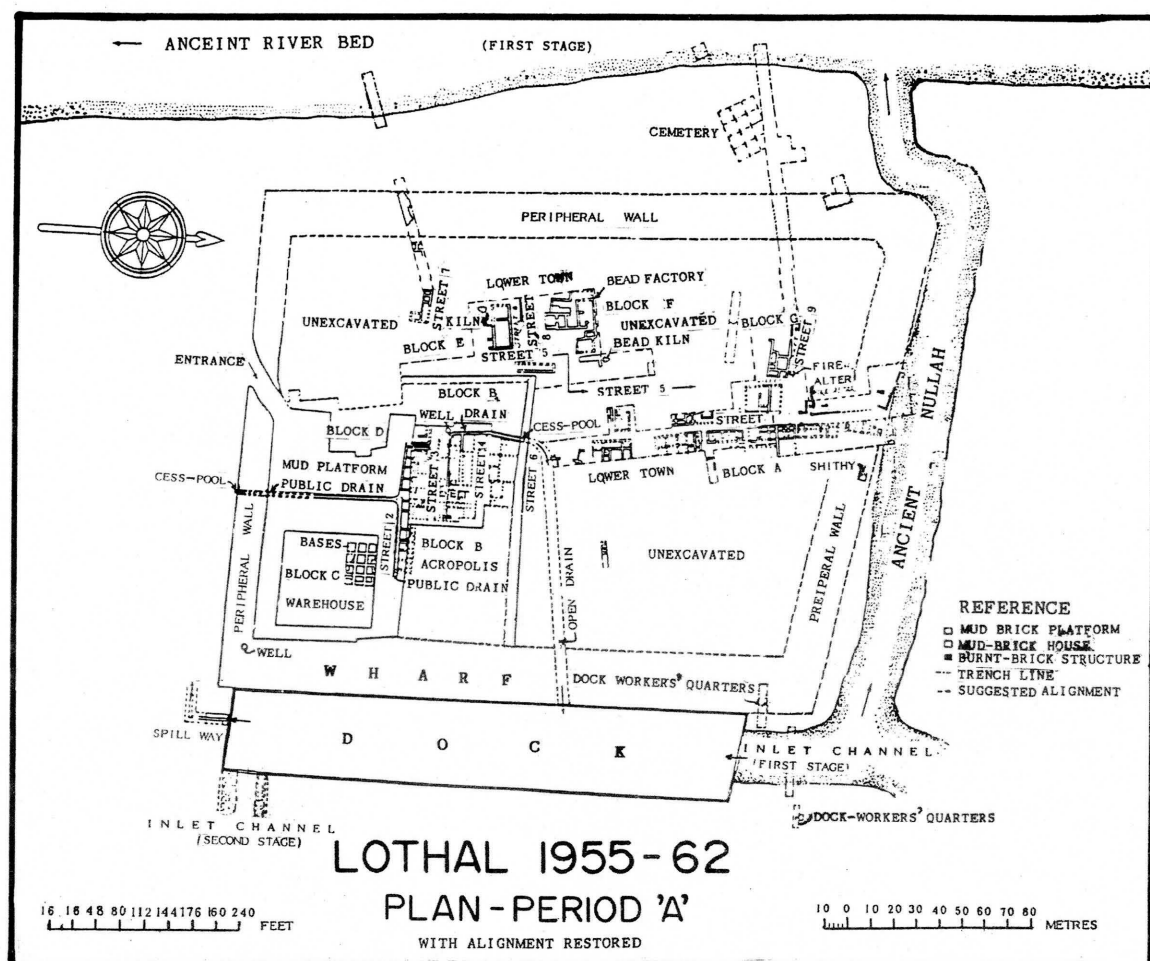 ← ANCEINT RIVER BED (FIRST STAGE)
CEMETERY
PERIPHERAL WALL
LOWER TOWN
BEAD FACTORY
STREET 7
KILN
STREET 8
BLOCK F
UNEXCAVATED
UNEXCAVATED
BLOCK G
STREET 9
BLOCK E
STREET 5
BEAD KILN
ENTRANCE
FIRE-
ALTER
STREET 5 →
BLOCK B
WELL DRAIN
CESS-POOL
STREET
BLOCK D
MUD PLATFORM
LOWER TOWN
BLOCK A
SHITHY
CESS-POOL
PUBLIC DRAIN
STREET 3
STREET 4
STREET 6
ANCIENT NULLAH
PERIPHERAL WALL
BASES
STREET 2
BLOCK B
ACROPOLIS
UNEXCAVATED
BLOCK C
PUBLIC DRAIN
WAREHOUSE
OPEN DRAIN
PREIPERAL WALL
WELL
WHARF
DOCK WORKERS' QUARTERS
SPILL WAY
DOCK
INLET CHANNEL
(FIRST STAGE)
INLET CHANNEL
(SECOND STAGE)
DOCK-WORKERS' QUARTERS
REFERENCE
MUD BRICK PLATFORM
MUD-BRICK HOUSE
BURNT-BRICK STRUCTURE
TRENCH LINE
SUGGESTED ALIGNMENT
LOTHAL 1955-62
PLAN-PERIOD 'A'
WITH ALIGNMENT RESTORED
16 . 16 48 80 112 144 176 160 240 FEET
10 0 10 20 30 40 50 60 70 80 METRES